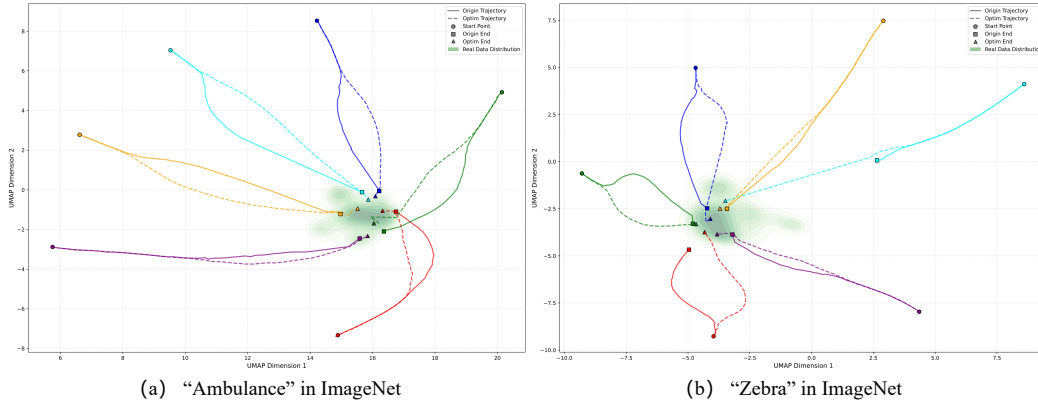 Origin Trajectory
Optim Trajectory
Start Point
Origin End
Optim End
Real Data Distribution
UMAP Dimension 2
8
6
4
2
0
−2
−4
−6
−8
6
8
10
12
14
16
18
20
UMAP Dimension 1
(a) “Ambulance” in ImageNet
Origin Trajectory
Optim Trajectory
Start Point
Origin End
Optim End
Real Data Distribution
UMAP Dimension 2
7.5
5.0
2.5
0.0
−2.5
−5.0
−7.5
−10.0
−10.0
−7.5
−5.0
−2.5
0.0
2.5
5.0
7.5
UMAP Dimension 1
(b) “Zebra” in ImageNet